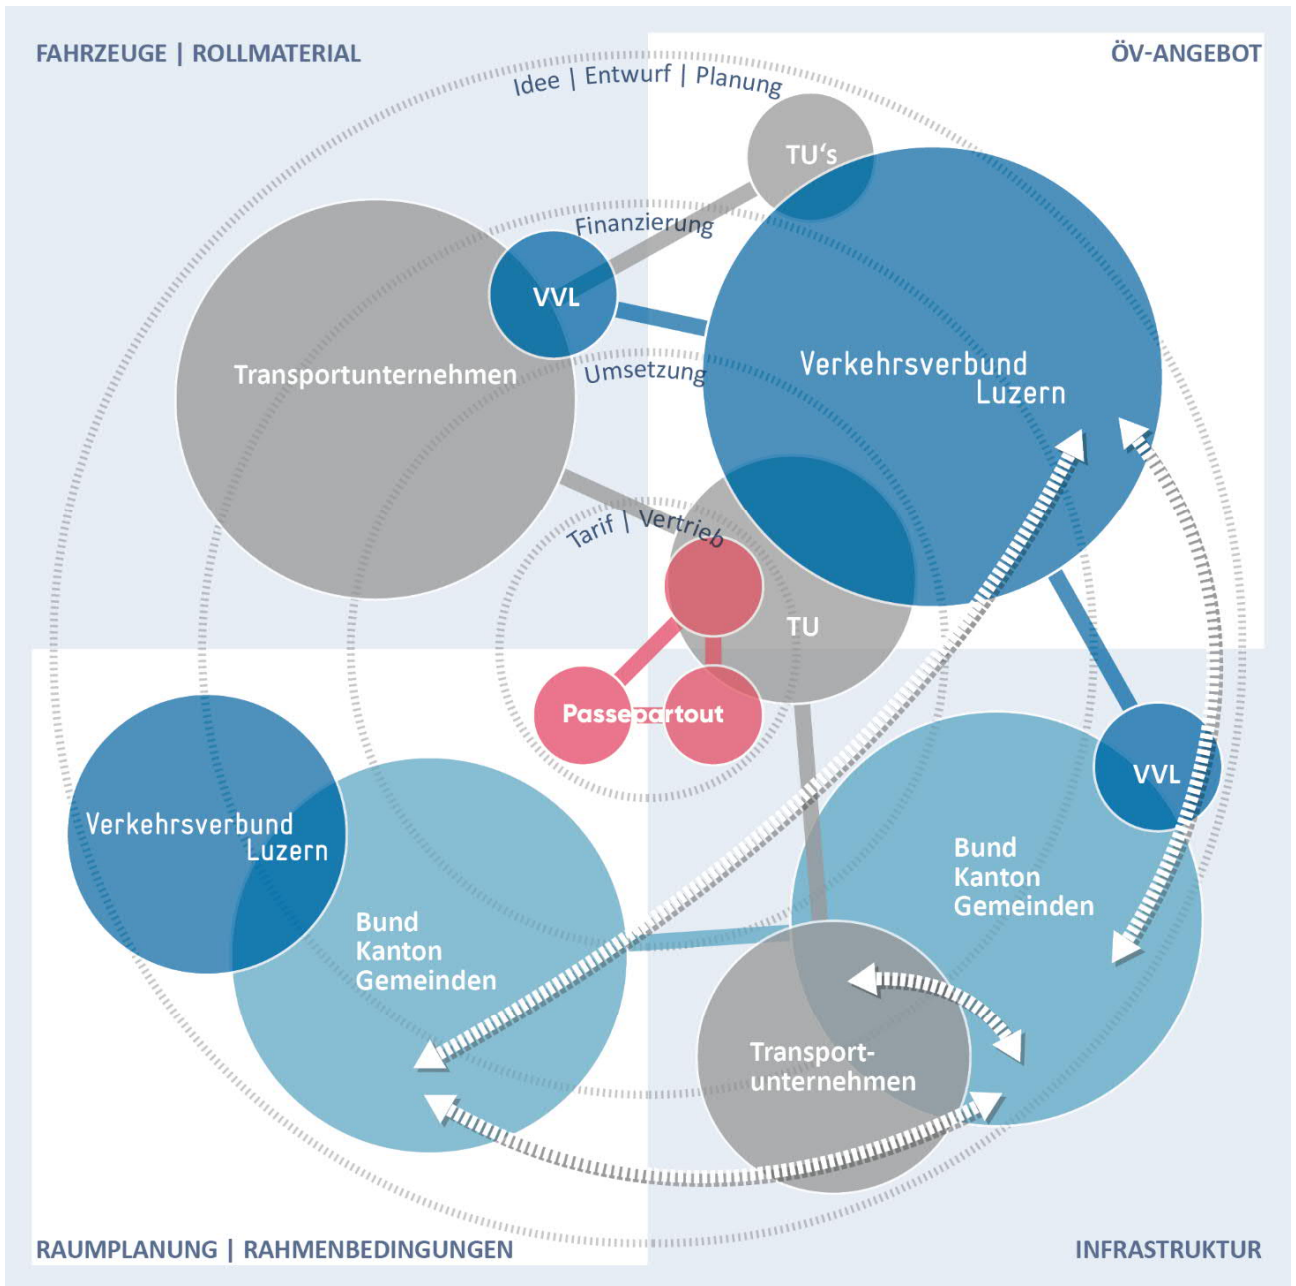 FAHRZEUGE | ROLLMATERIAL
ÖV-ANGEBOT
Idee | Entwurf | Planung
TU‘s
Finanzierung
VVL
Umsetzung
Transportunternehmen
Verkehrsverbund
Luzern
Tarif | Vertrieb
TU
Passepartout
VVL
Verkehrsverbund
Luzern
Bund
Kanton
Gemeinden
Bund
Kanton
Gemeinden
Transport-
unternehmen
RAUMPLANUNG | RAHMENBEDINGUNGEN
INFRASTRUKTUR